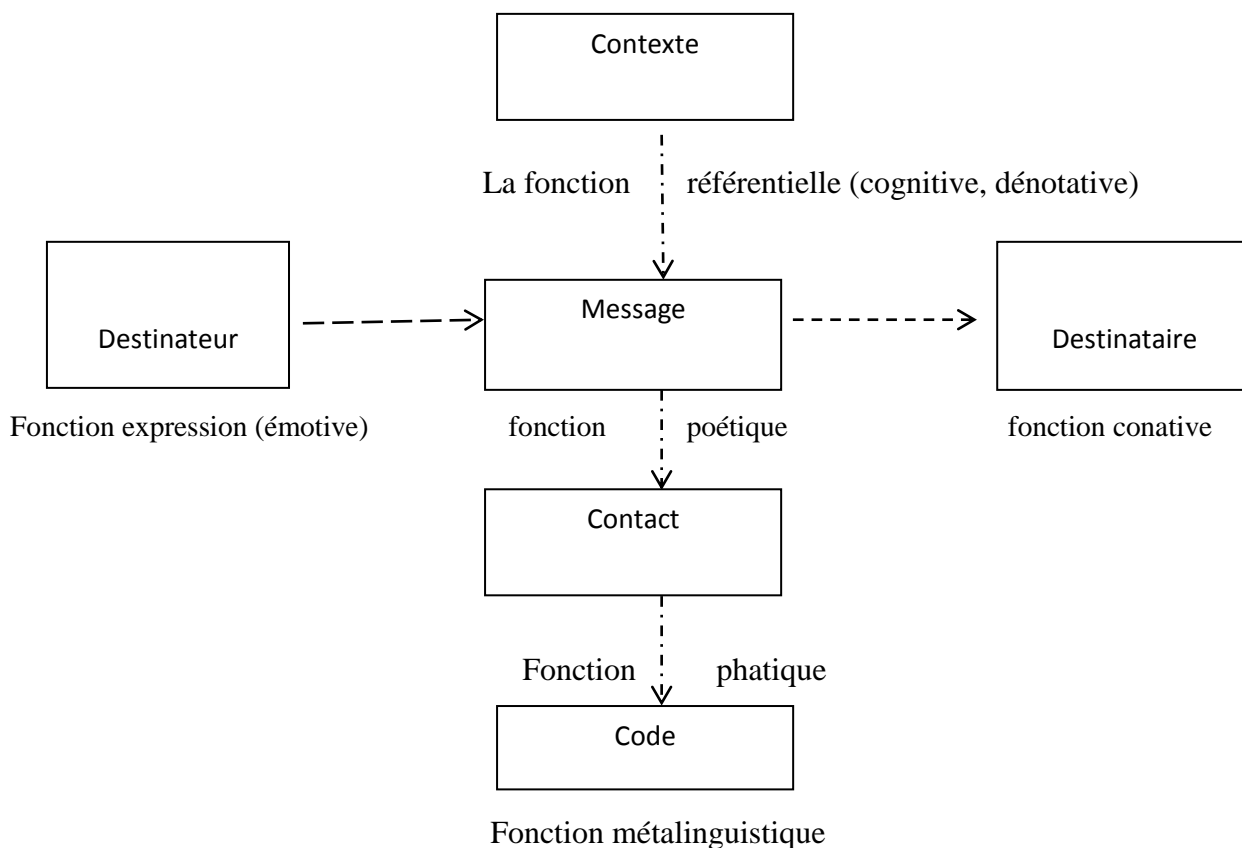 Contexte
La fonction référentielle (cognitive, dénotative)
Message
Destinateur
Destinataire
Fonction expression (émotive)
fonction poétique
fonction conative
Contact
Fonction phatique
Code
Fonction métalinguistique